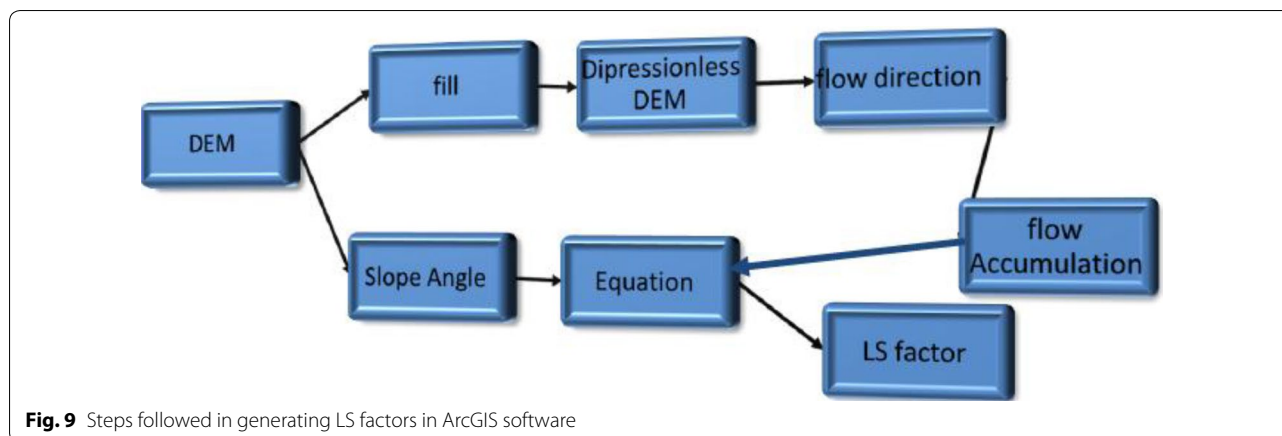 fill
Dipressionless
DEM
flow direction
DEM
flow
Accumulation
Slope Angle
Equation
LS factor
Fig. 9 Steps followed in generating LS factors in ArcGIS software